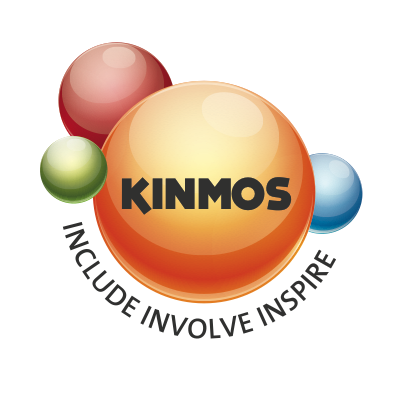 KINMOS
INCLUDE INVOLVE INSPIRE